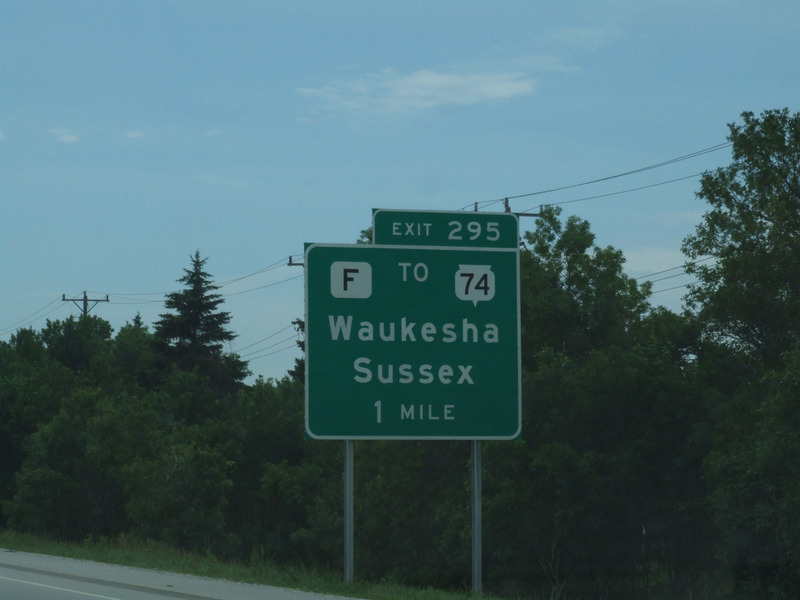 EXIT 295
F TO 74
Waukesha
Sussex
1 MILE